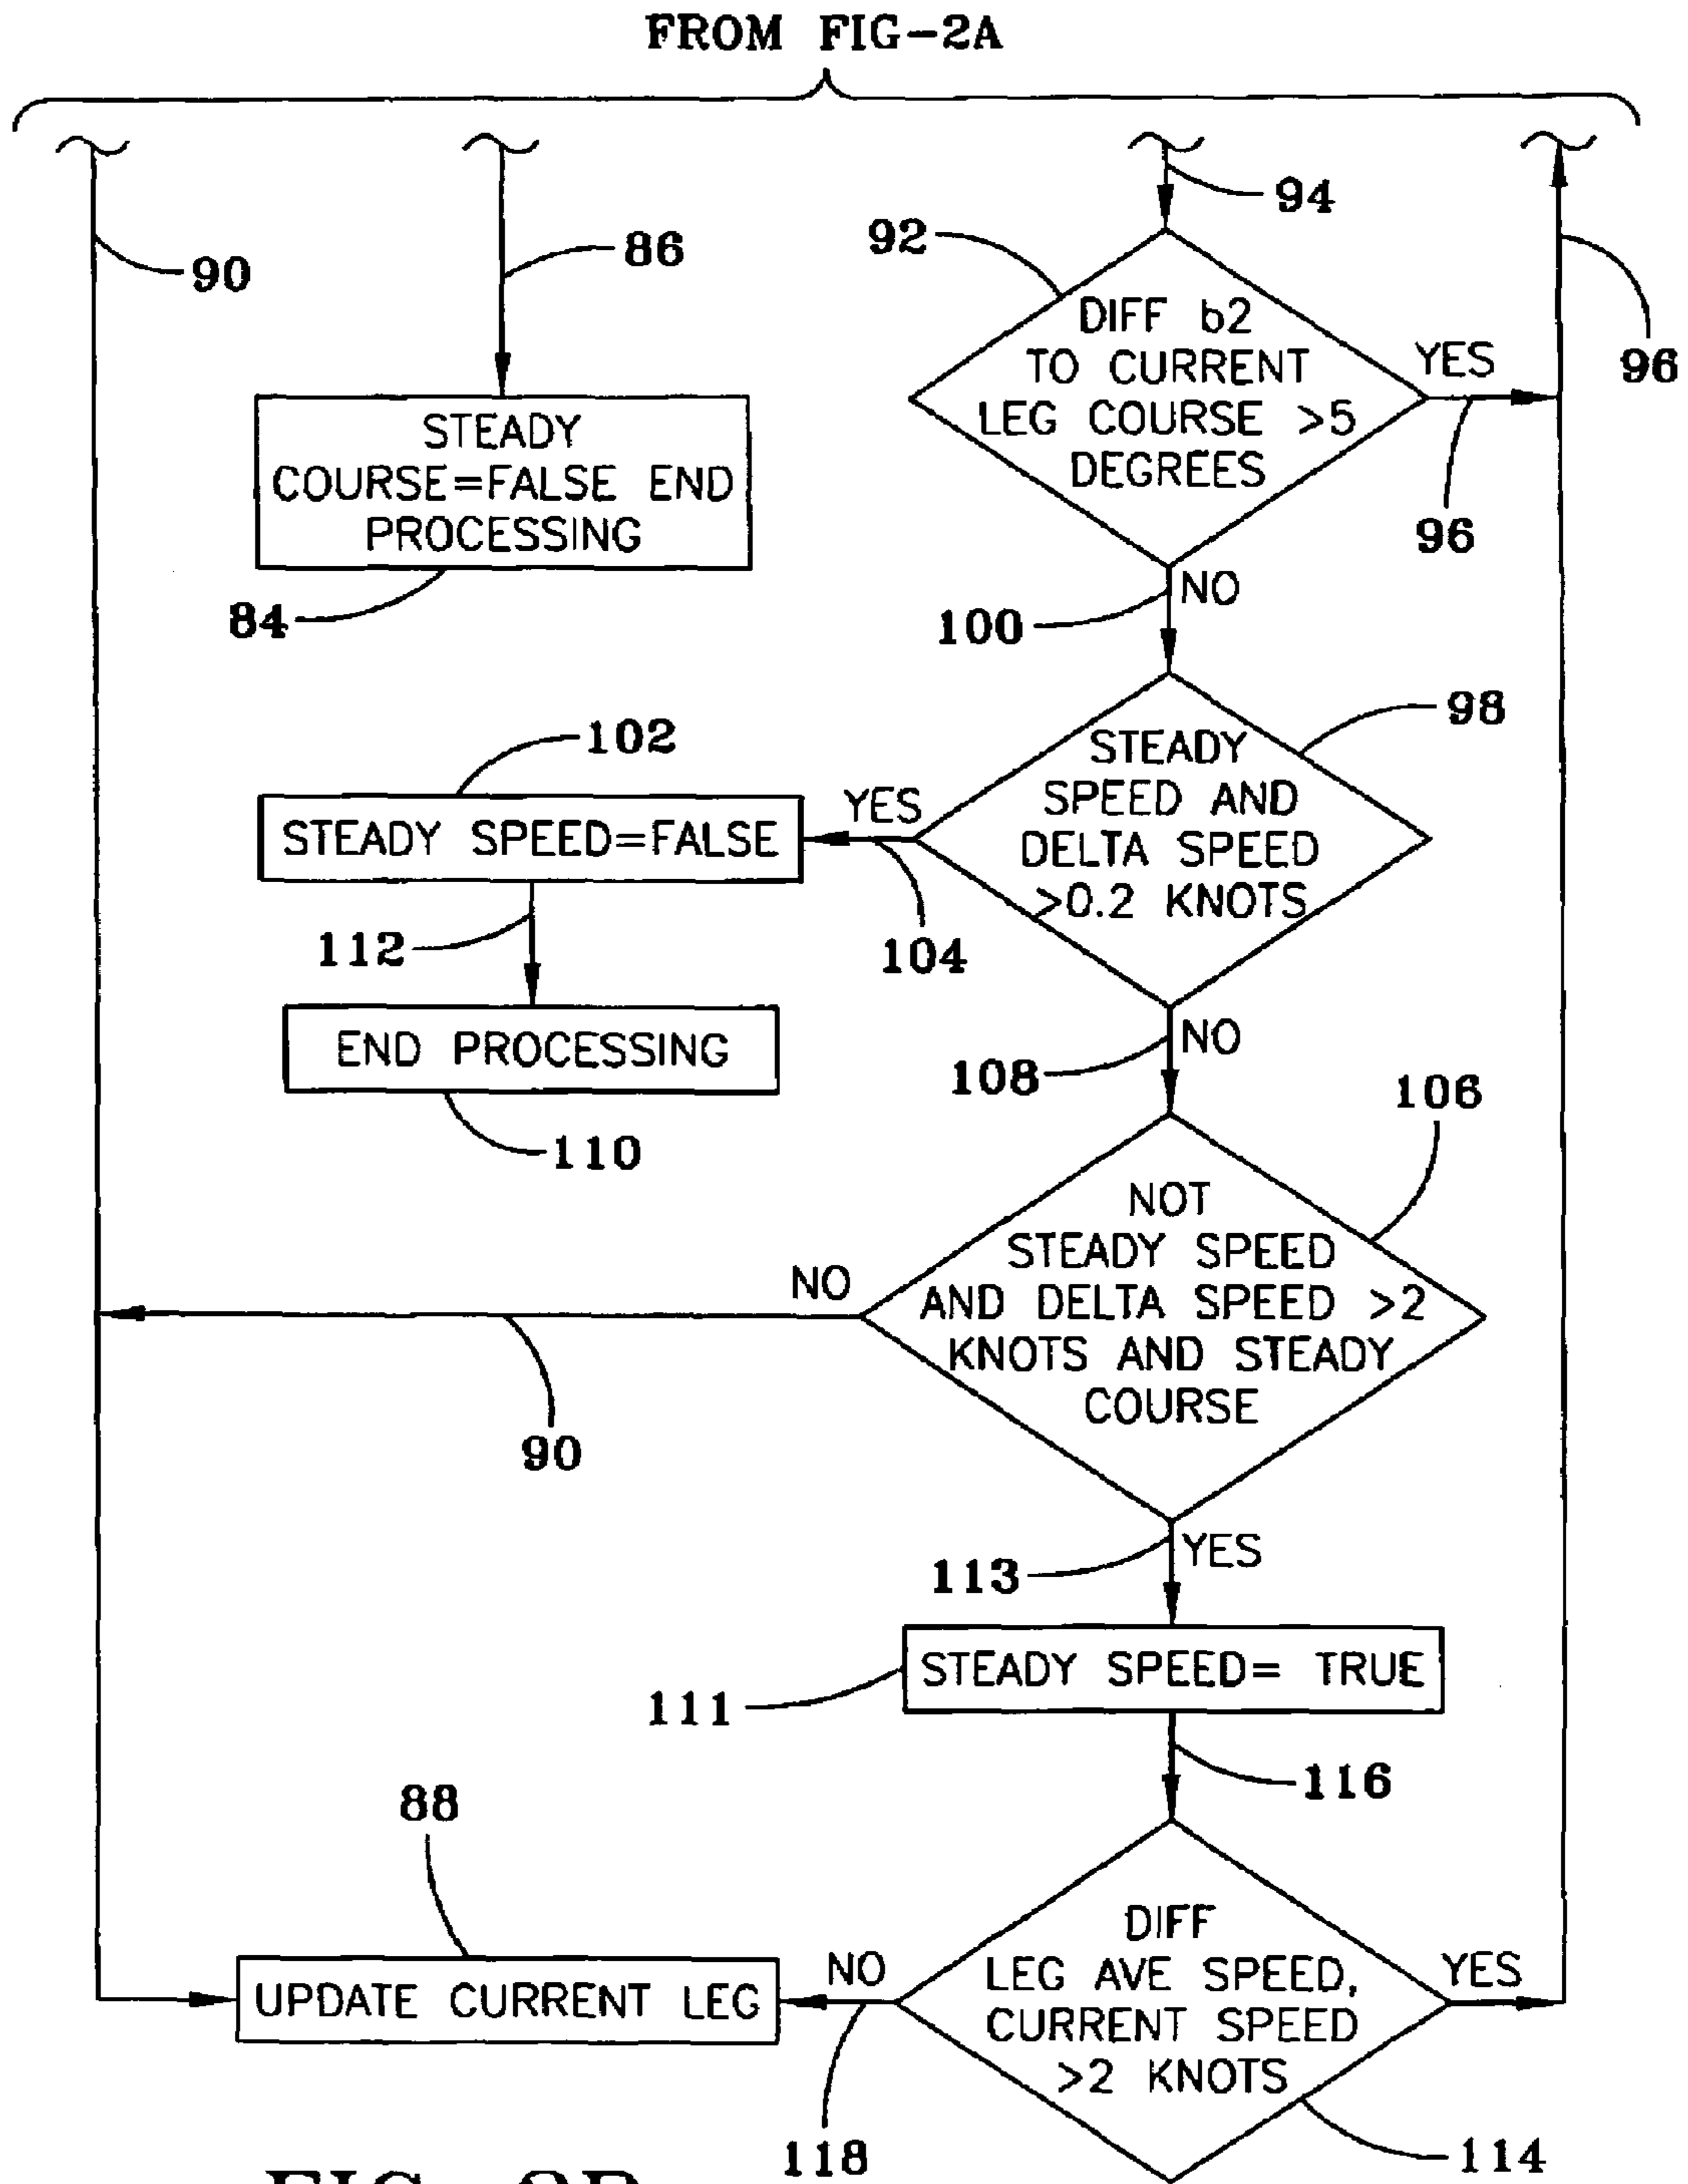 FROM FIG-2A
94
92
90
86
96
DIFF b2
TO CURRENT
LEG COURSE >5
DEGREES
YES
96
STEADY
COURSE=FALSE END
PROCESSING
84
NO
100
98
102
STEADY
SPEED AND
DELTA SPEED
>0.2 KNOTS
YES
104
STEADY SPEED=FALSE
112
END PROCESSING
110
NO
108
106
NOT
STEADY SPEED
AND DELTA SPEED >2
KNOTS AND STEADY
COURSE
NO
90
YES
113
STEADY SPEED= TRUE
111
116
88
DIFF
LEG AVE SPEED,
CURRENT SPEED
>2 KNOTS
YES
NO
UPDATE CURRENT LEG
118
114